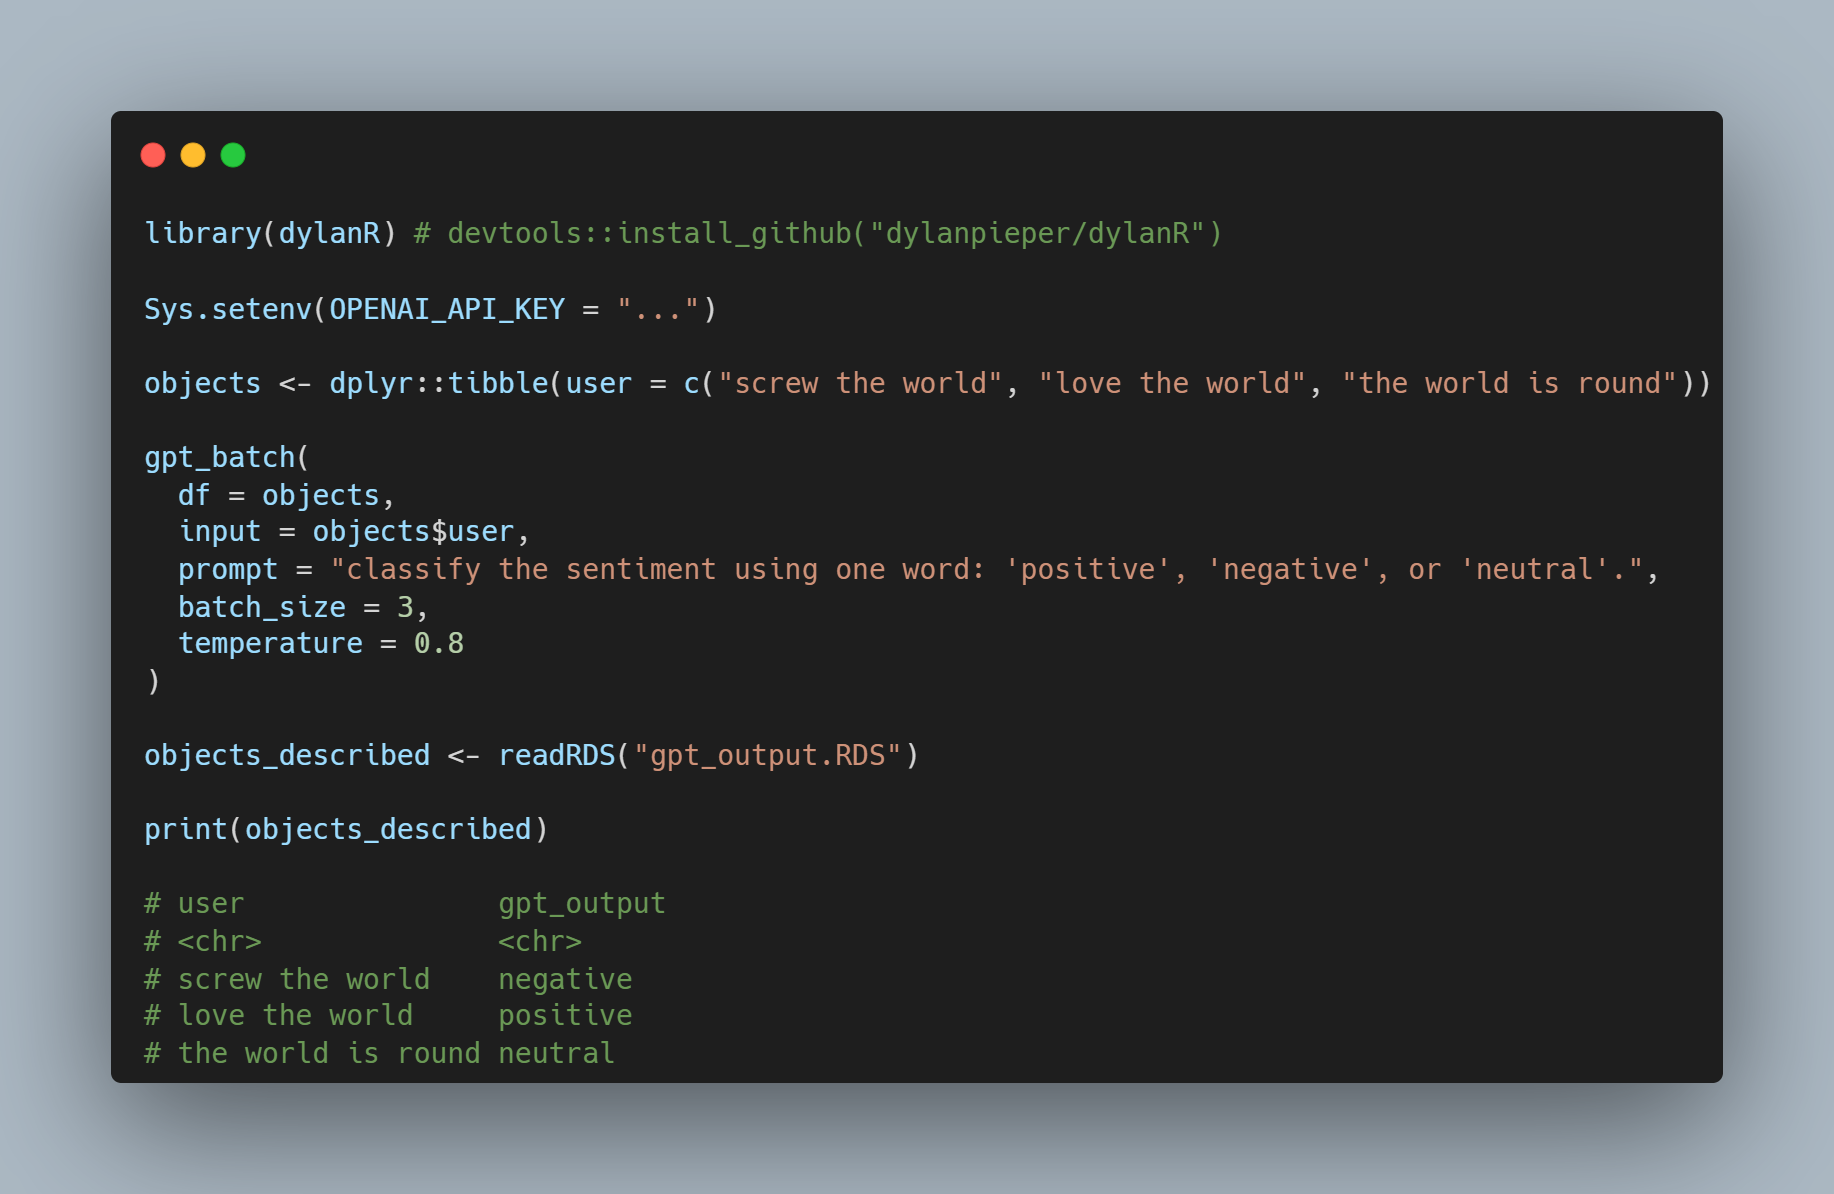 library(dylanR) # devtools::install_github("dylanpieper/dylanR")
Sys.setenv(OPENAI_API_KEY = "...")
objects <- dplyr::tibble(user = c("screw the world", "love the world", "the world is round"))
gpt_batch(
  df = objects,
  input = objects$user,
  prompt = "classify the sentiment using one word: 'positive', 'negative', or 'neutral'.",
  batch_size = 3,
  temperature = 0.8
)
objects_described <- readRDS("gpt_output.RDS")
print(objects_described)
# user               gpt_output
# <chr>              <chr>
# screw the world    negative
# love the world     positive
# the world is round neutral